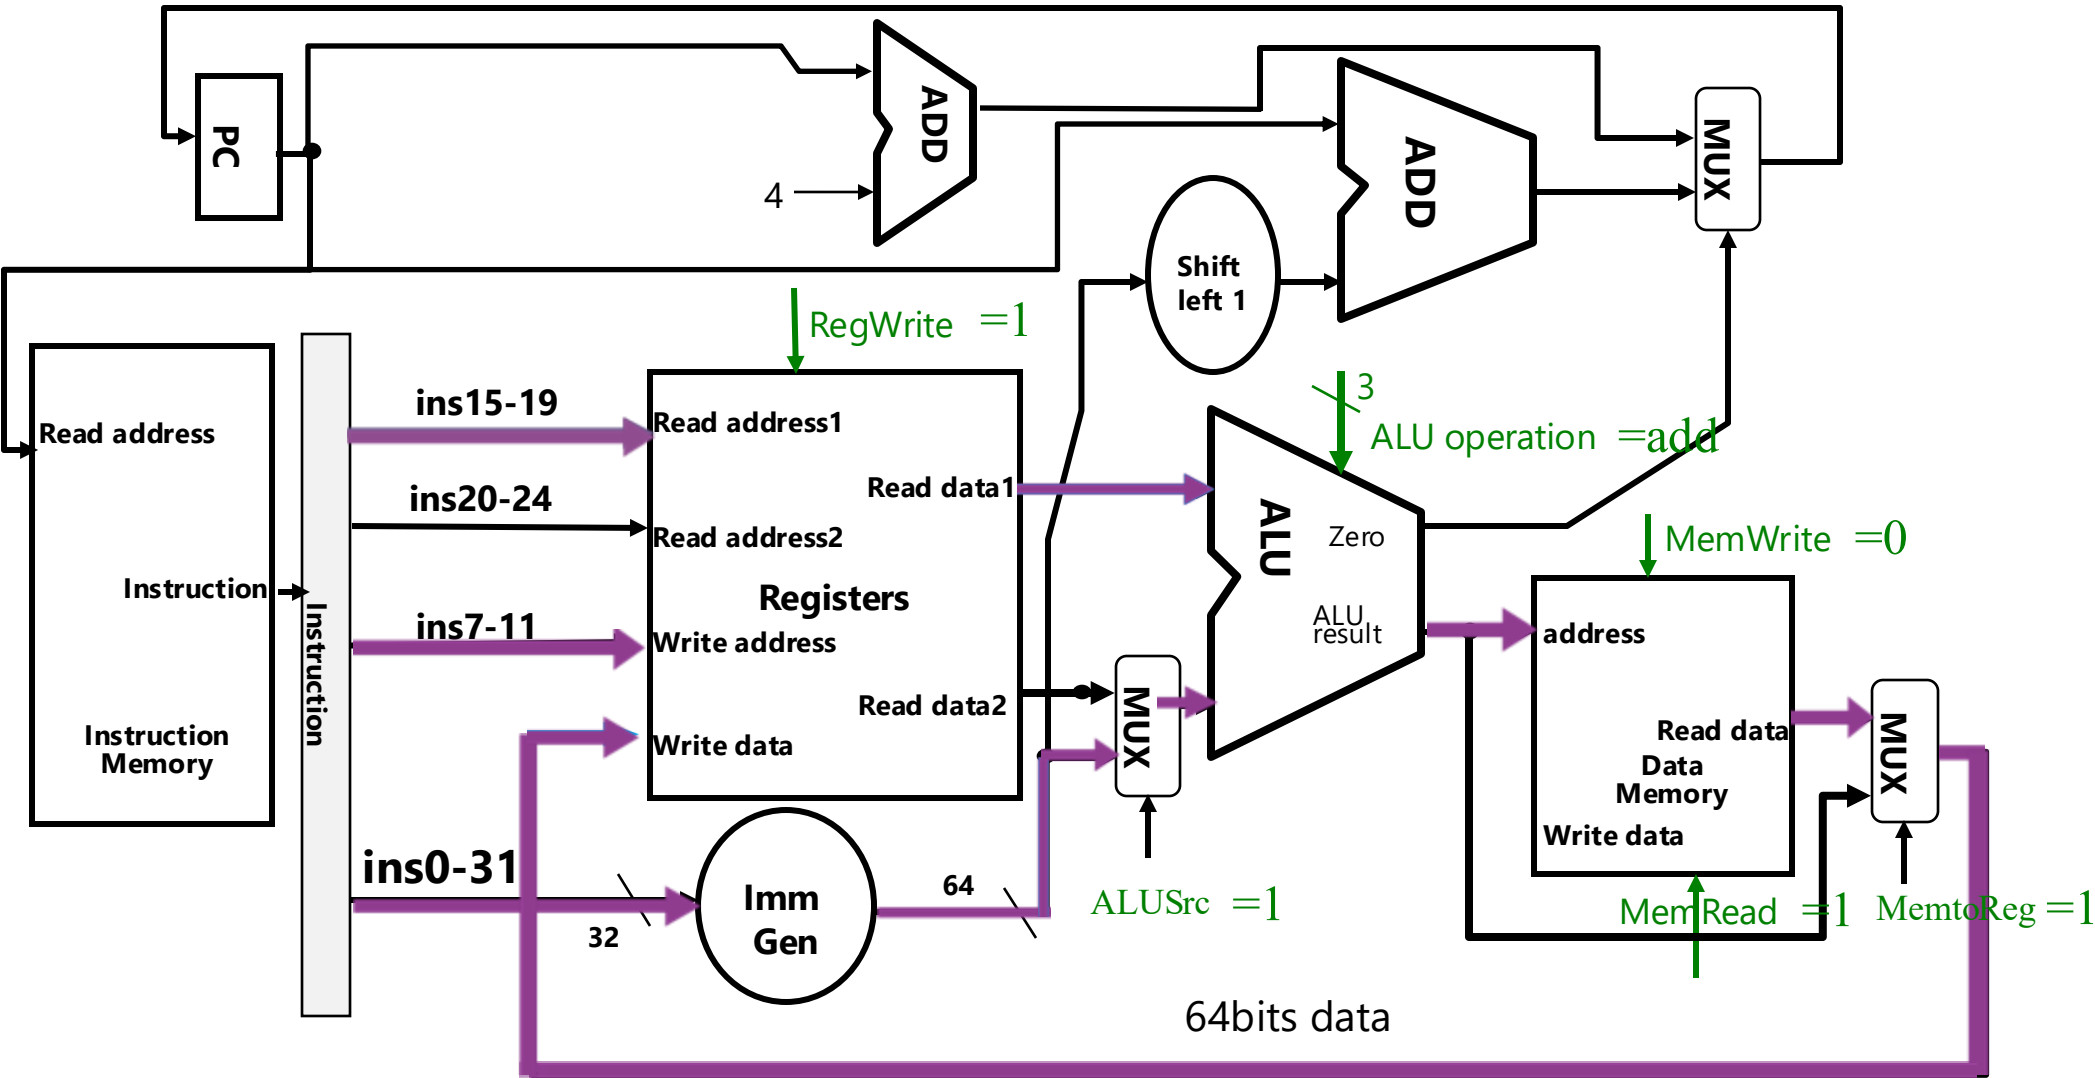 PC
ADD
4
ADD
MUX
Shift
left 1
RegWrite =1
3
ALU operation =add
Read address
Instruction
Instruction
Memory
Instruction
ins15-19
ins20-24
ins7-11
ins0-31
32
Read address1
Read data1
Read address2
Registers
Write address
Read data2
Write data
Imm
Gen
64
MUX
ALUSrc =1
ALU
Zero
ALU
result
MemWrite =0
address
Read data
Data
Memory
Write data
MemRead =1
MUX
MemtoReg =1
64bits data